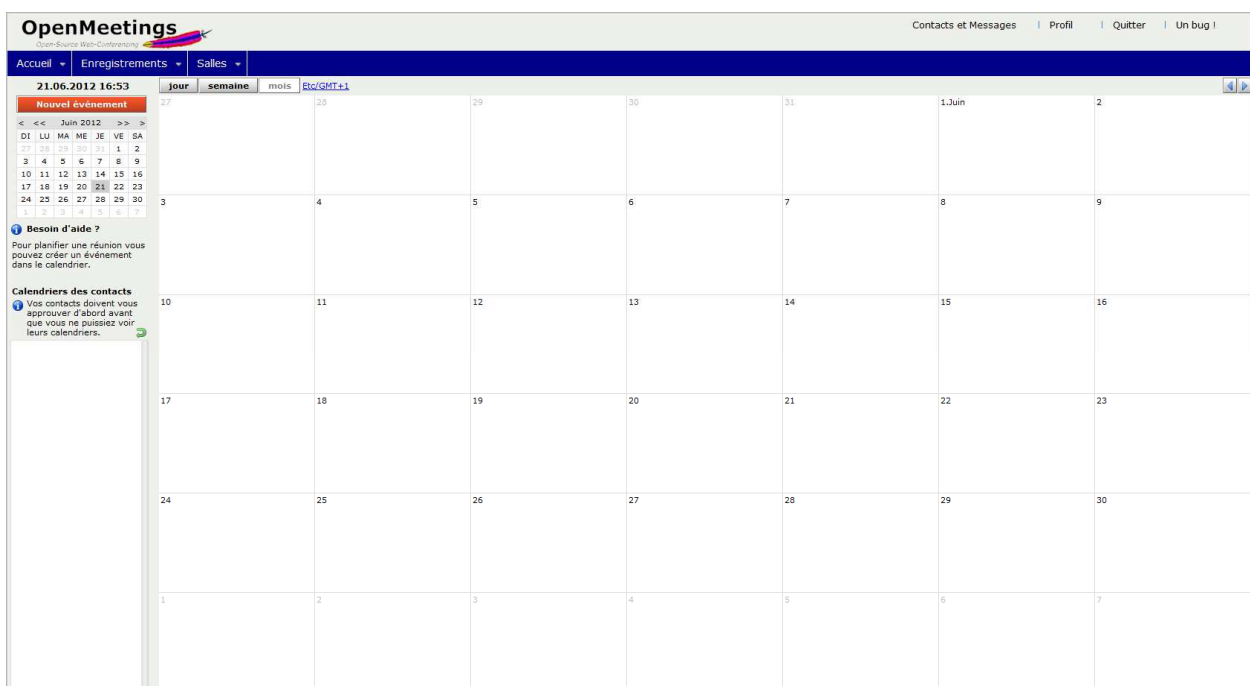 OpenMeetings
Open-Source Web-Conferencing
Contacts et Messages | Profil | Quitter | Un bug !
Accueil Enregistrements Salles
21.06.2012 16:53
jour semaine mois Etc/GMT+1
Nouvel événement
< << Juin 2012 >> >
DI LU MA ME JE VE SA
27 28 29 30 31 1 2
3 4 5 6 7 8 9
10 11 12 13 14 15 16
17 18 19 20 21 22 23
24 25 26 27 28 29 30
1 2 3 4 5 6 7
Besoin d'aide ?
Pour planifier une réunion vous
pouvez créer un événement
dans le calendrier.
Calendriers des contacts
Vos contacts doivent vous
approuver d'abord avant
que vous ne puissiez voir
leurs calendriers.
27 28 29 30 31 1.Juin 2
3 4 5 6 7 8 9
10 11 12 13 14 15 16
17 18 19 20 21 22 23
24 25 26 27 28 29 30
1 2 3 4 5 6 7